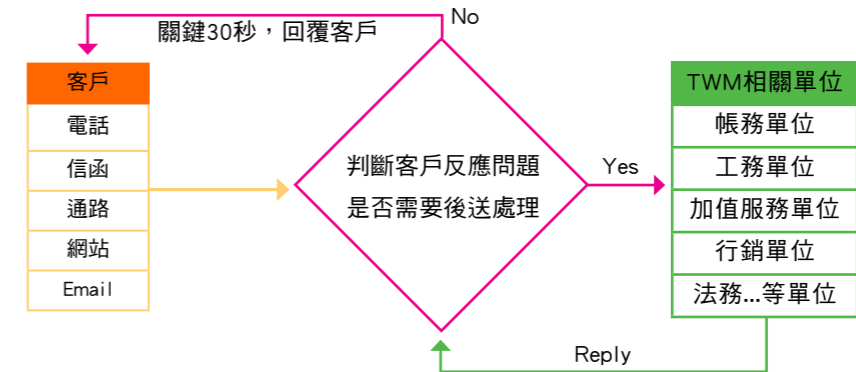 No
關鍵30秒，回覆客戶
客戶
電話
信函
通路
網站
Email
判斷客戶反應問題
是否需要後送處理
Yes
TWM相關單位
帳務單位
工務單位
加值服務單位
行銷單位
法務...等單位
Reply